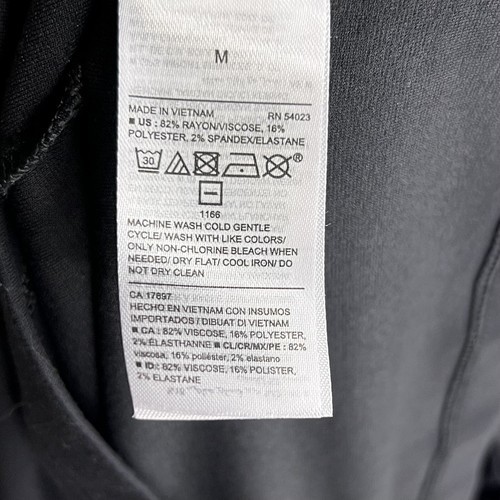 M
MADE IN VIETNAM RN 54023
■ US : 82% RAYON/VISCOSE, 16%
POLYESTER, 2% SPANDEX/ELASTANE
30
®
1166
MACHINE WASH COLD GENTLE
CYCLE/ WASH WITH LIKE COLORS/
ONLY NON-CHLORINE BLEACH WHEN
NEEDED/ DRY FLAT/ COOL IRON/ DO
NOT DRY CLEAN
CA 17897
HECHO EN VIETNAM CON INSUMOS
IMPORTADOS / DIBUAT DI VIETNAM
■ CA : 82% VISCOSE, 16% POLYESTER,
2% ÉLASTHANNE ■ CL/CR/MX/PE : 82%
viscosa, 16% poliéster, 2% elastano
■ ID.: 82% VISCOSE, 16% POLISTER,
2% ELASTANE